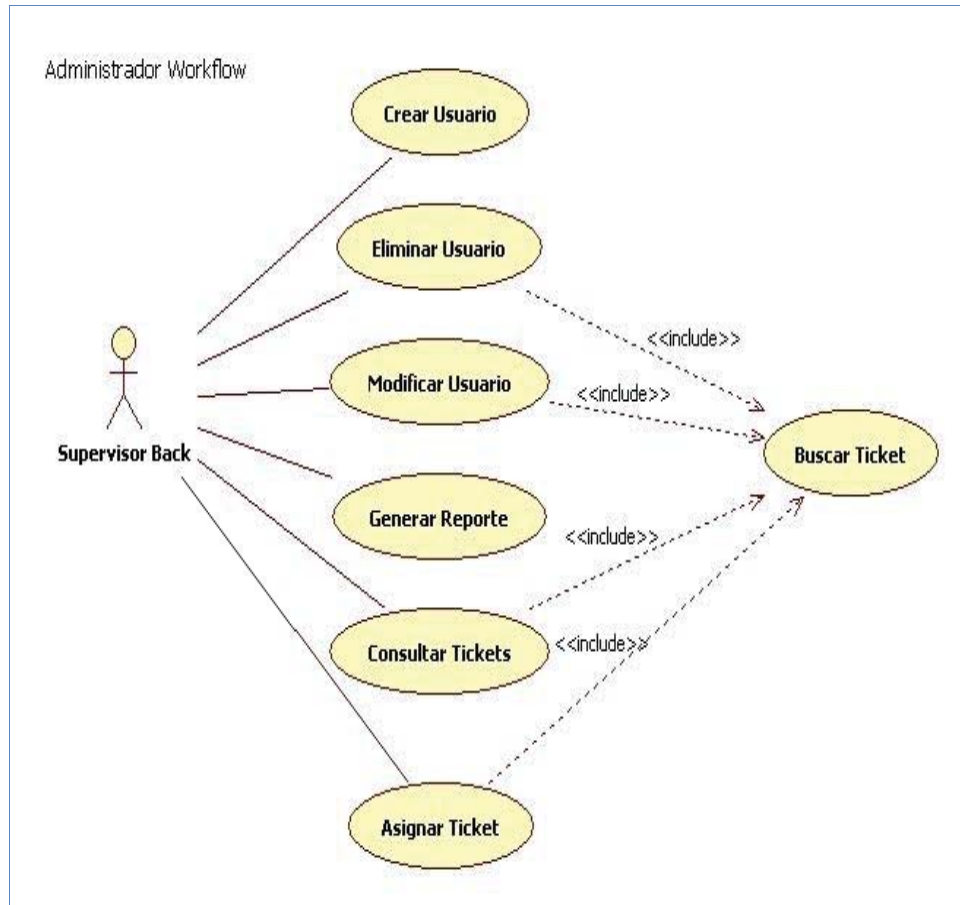 Administrador Workflow
Crear Usuario
Eliminar Usuario
<<include>>
Modificar Usuario
<<include>>
Supervisor Back
Buscar Ticket
Generar Reporte
<<include>>
Consultar Tickets
<<include>>
Asignar Ticket